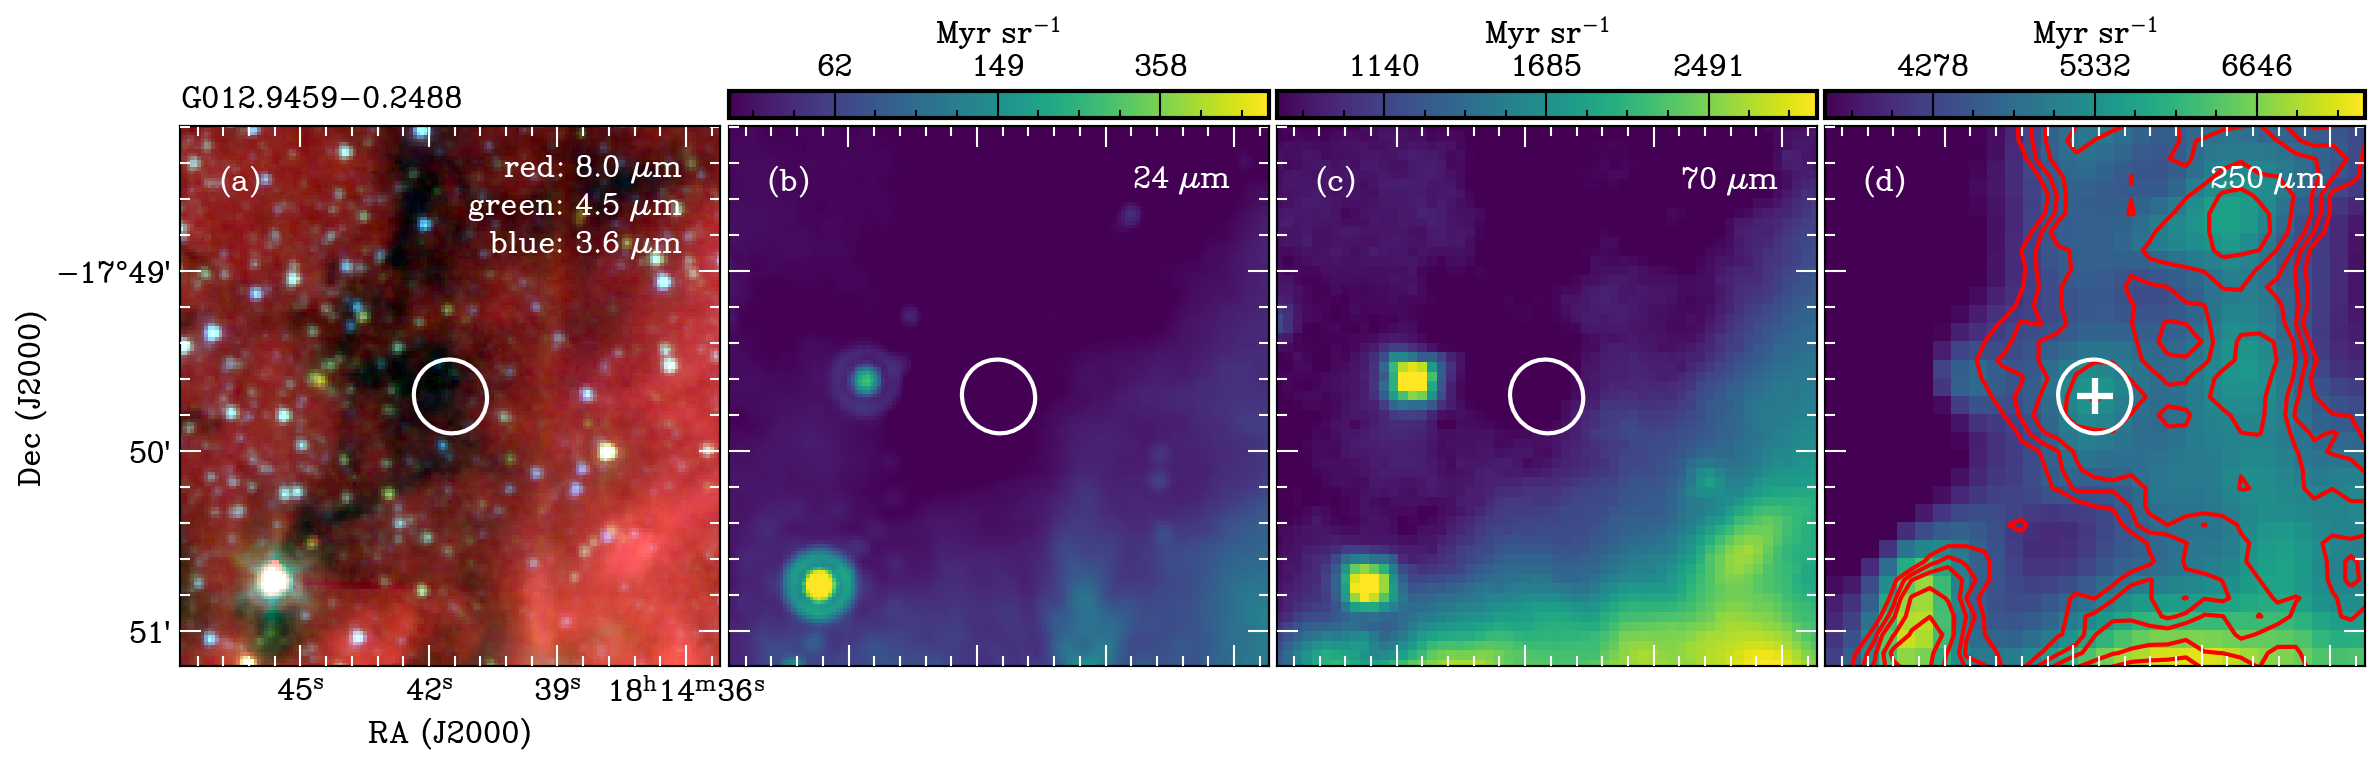 G012.9459−0.2488
(a)
red: 8.0 μm
green: 4.5 μm
blue: 3.6 μm
−17°49'
50'
51'
Dec (J2000)
45ˢ 42ˢ 39ˢ 18ʰ14ᵐ36ˢ
RA (J2000)
Myr sr⁻¹
62 149 358
(b)
24 μm
Myr sr⁻¹
1140 1685 2491
(c)
70 μm
Myr sr⁻¹
4278 5332 6646
(d)
250 μm